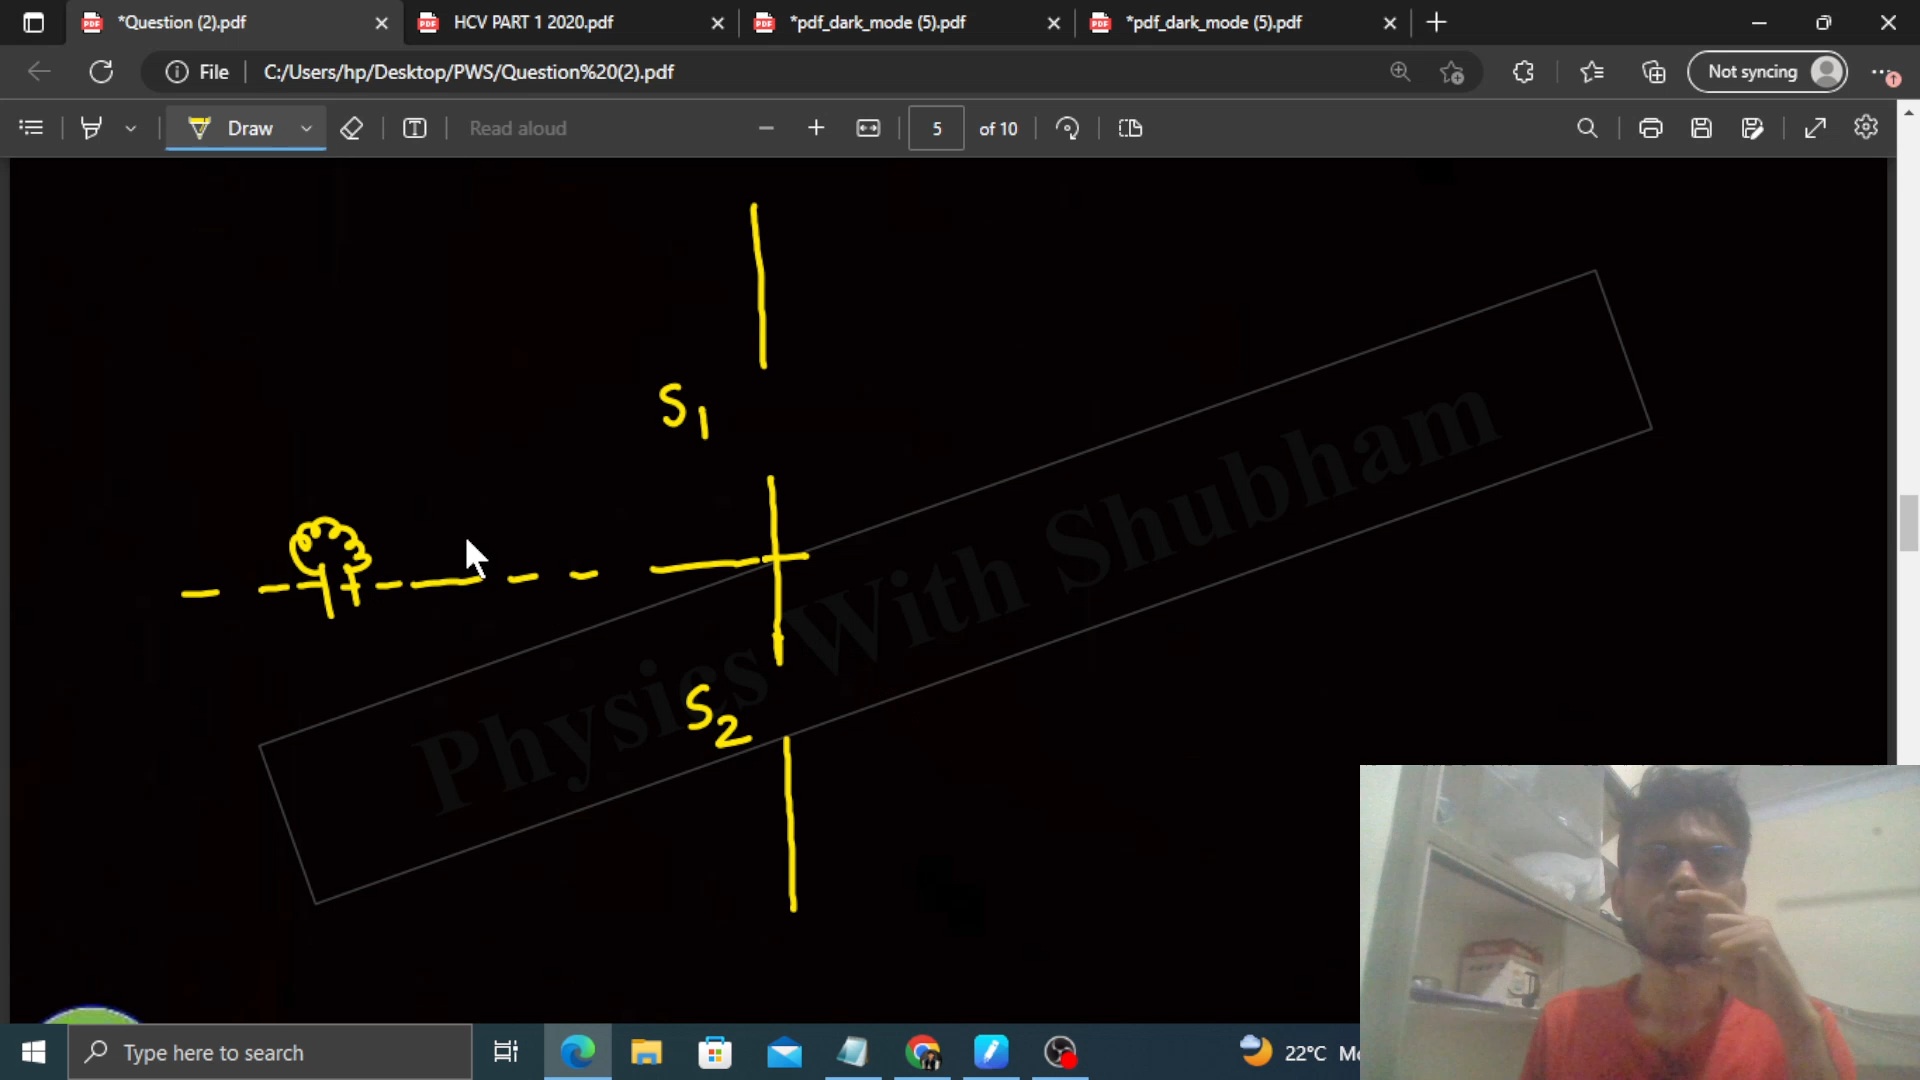 *Question (2).pdf
HCV PART 1 2020.pdf
*pdf_dark_mode (5).pdf
*pdf_dark_mode (5).pdf
File
C:/Users/hp/Desktop/PWS/Question%20(2).pdf
Not syncing
Draw
Read aloud
5
of 10
S1
S2
Physics With Shubham
Type here to search
22°C